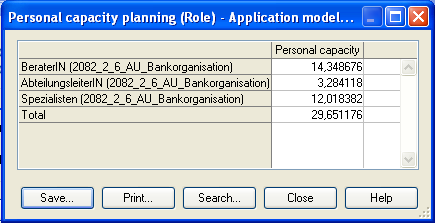 Personal capacity planning (Role) - Application model...
Personal capacity
BeraterIN (2082_2_6_AU_Bankorganisation) 14,348676
AbteilungsleiterIN (2082_2_6_AU_Bankorganisation) 3,284118
Spezialisten (2082_2_6_AU_Bankorganisation) 12,018382
Total 29,651176
Save... Print... Search... Close Help